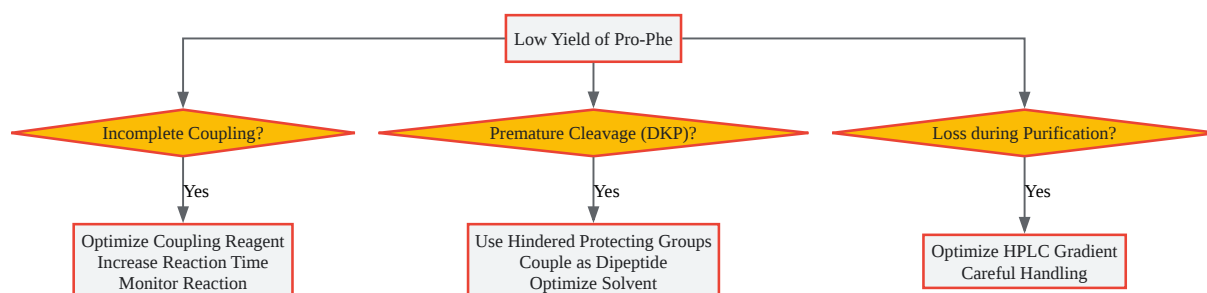 Low Yield of Pro-Phe
Incomplete Coupling?
Premature Cleavage (DKP)?
Loss during Purification?
Yes
Yes
Yes
Optimize Coupling Reagent
Increase Reaction Time
Monitor Reaction
Use Hindered Protecting Groups
Couple as Dipeptide
Optimize Solvent
Optimize HPLC Gradient
Careful Handling